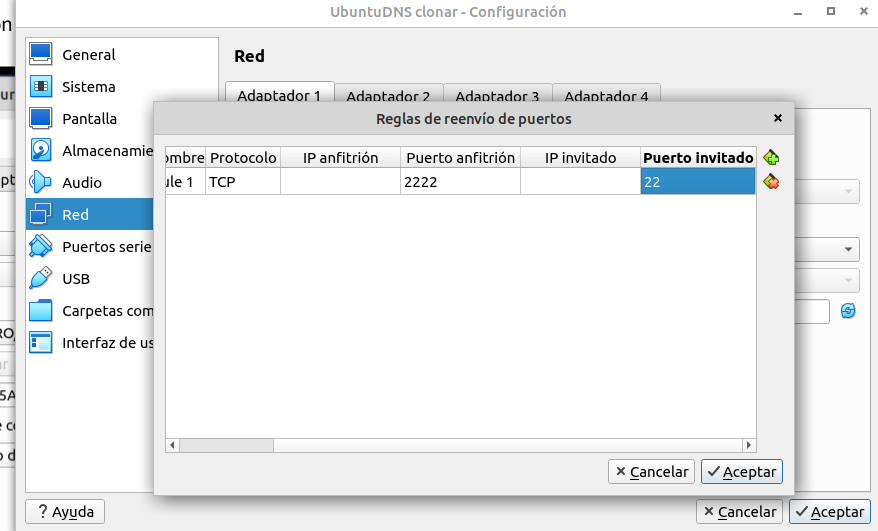 UbuntuDNS clonar - Configuración
General
Sistema
Pantalla
Almacenamie
Audio
Red
Puertos serie
USB
Carpetas com
Interfaz de us
Red
Adaptador 1 Adaptador 2 Adaptador 3 Adaptador 4
Reglas de reenvío de puertos
ombre Protocolo IP anfitrión Puerto anfitrión IP invitado Puerto invitado
ule 1 TCP 2222 22
Cancelar Aceptar
? Ayuda Cancelar Aceptar